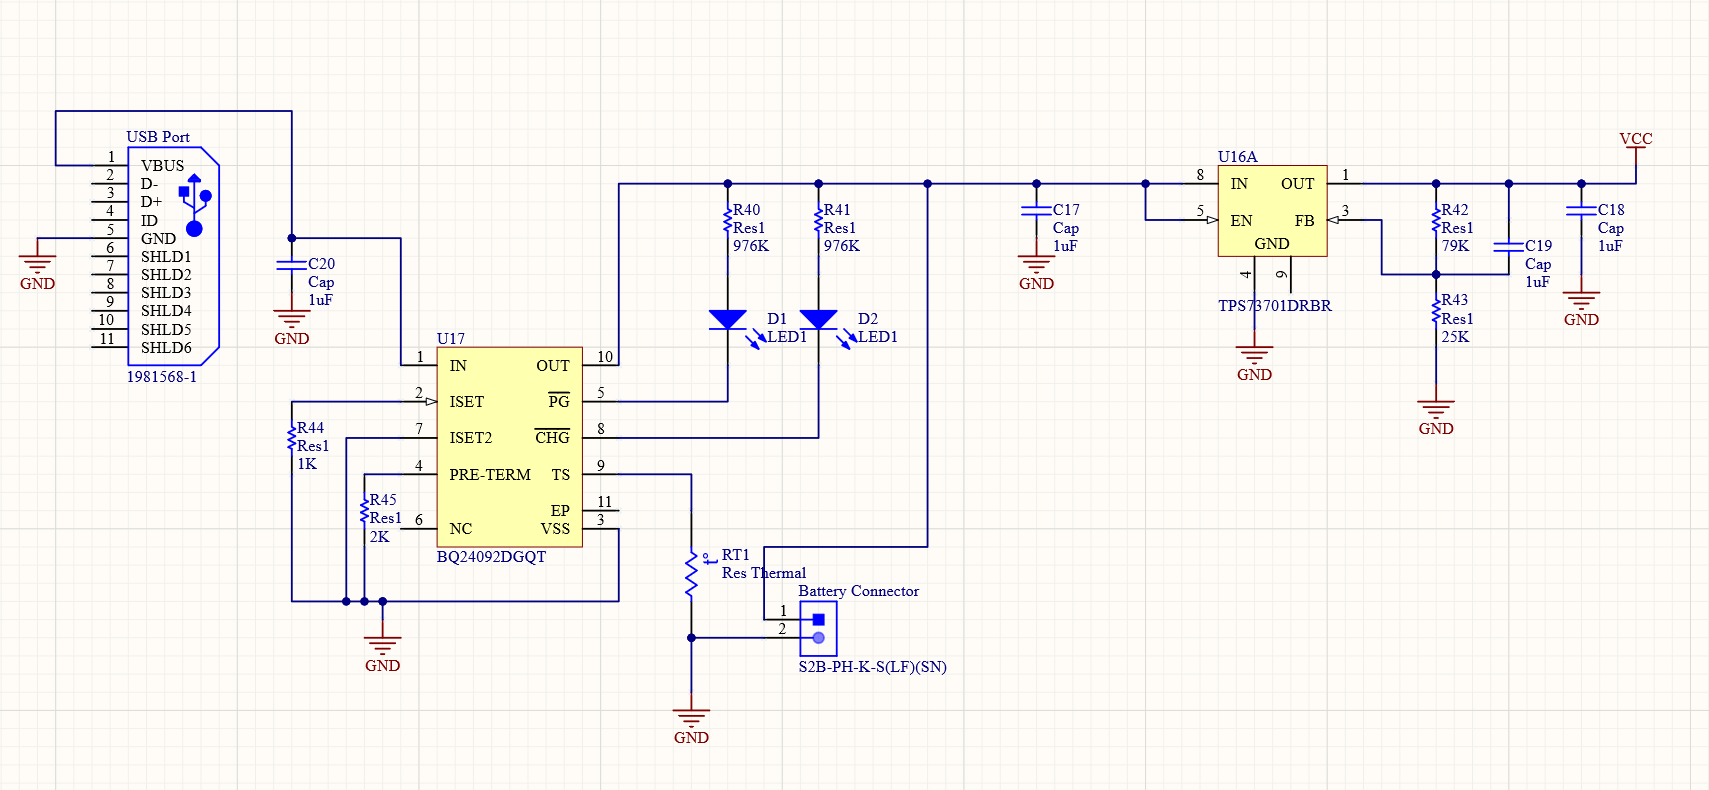 USB Port
1 VBUS
2 D-
3 D+
4 ID
5 GND
6 SHLD1
7 SHLD2
8 SHLD3
9 SHLD4
10 SHLD5
11 SHLD6
1981568-1
GND
C20
Cap
1uF
GND
U17
1 IN OUT 10
2 ISET PG 5
7 ISET2 CHG 8
4 PRE-TERM TS 9
EP 11
6 NC VSS 3
BQ24092DGQT
R44
Res1
1K
R45
Res1
2K
GND
R40
Res1
976K
R41
Res1
976K
D1
LED1
D2
LED1
RT1
Res Thermal
t°
GND
Battery Connector
1
2
S2B-PH-K-S(LF)(SN)
C17
Cap
1uF
GND
U16A
8 IN OUT 1
5 EN FB 3
GND
4 9
TPS73701DRBR
GND
R42
Res1
79K
C19
Cap
1uF
R43
Res1
25K
GND
C18
Cap
1uF
GND
VCC